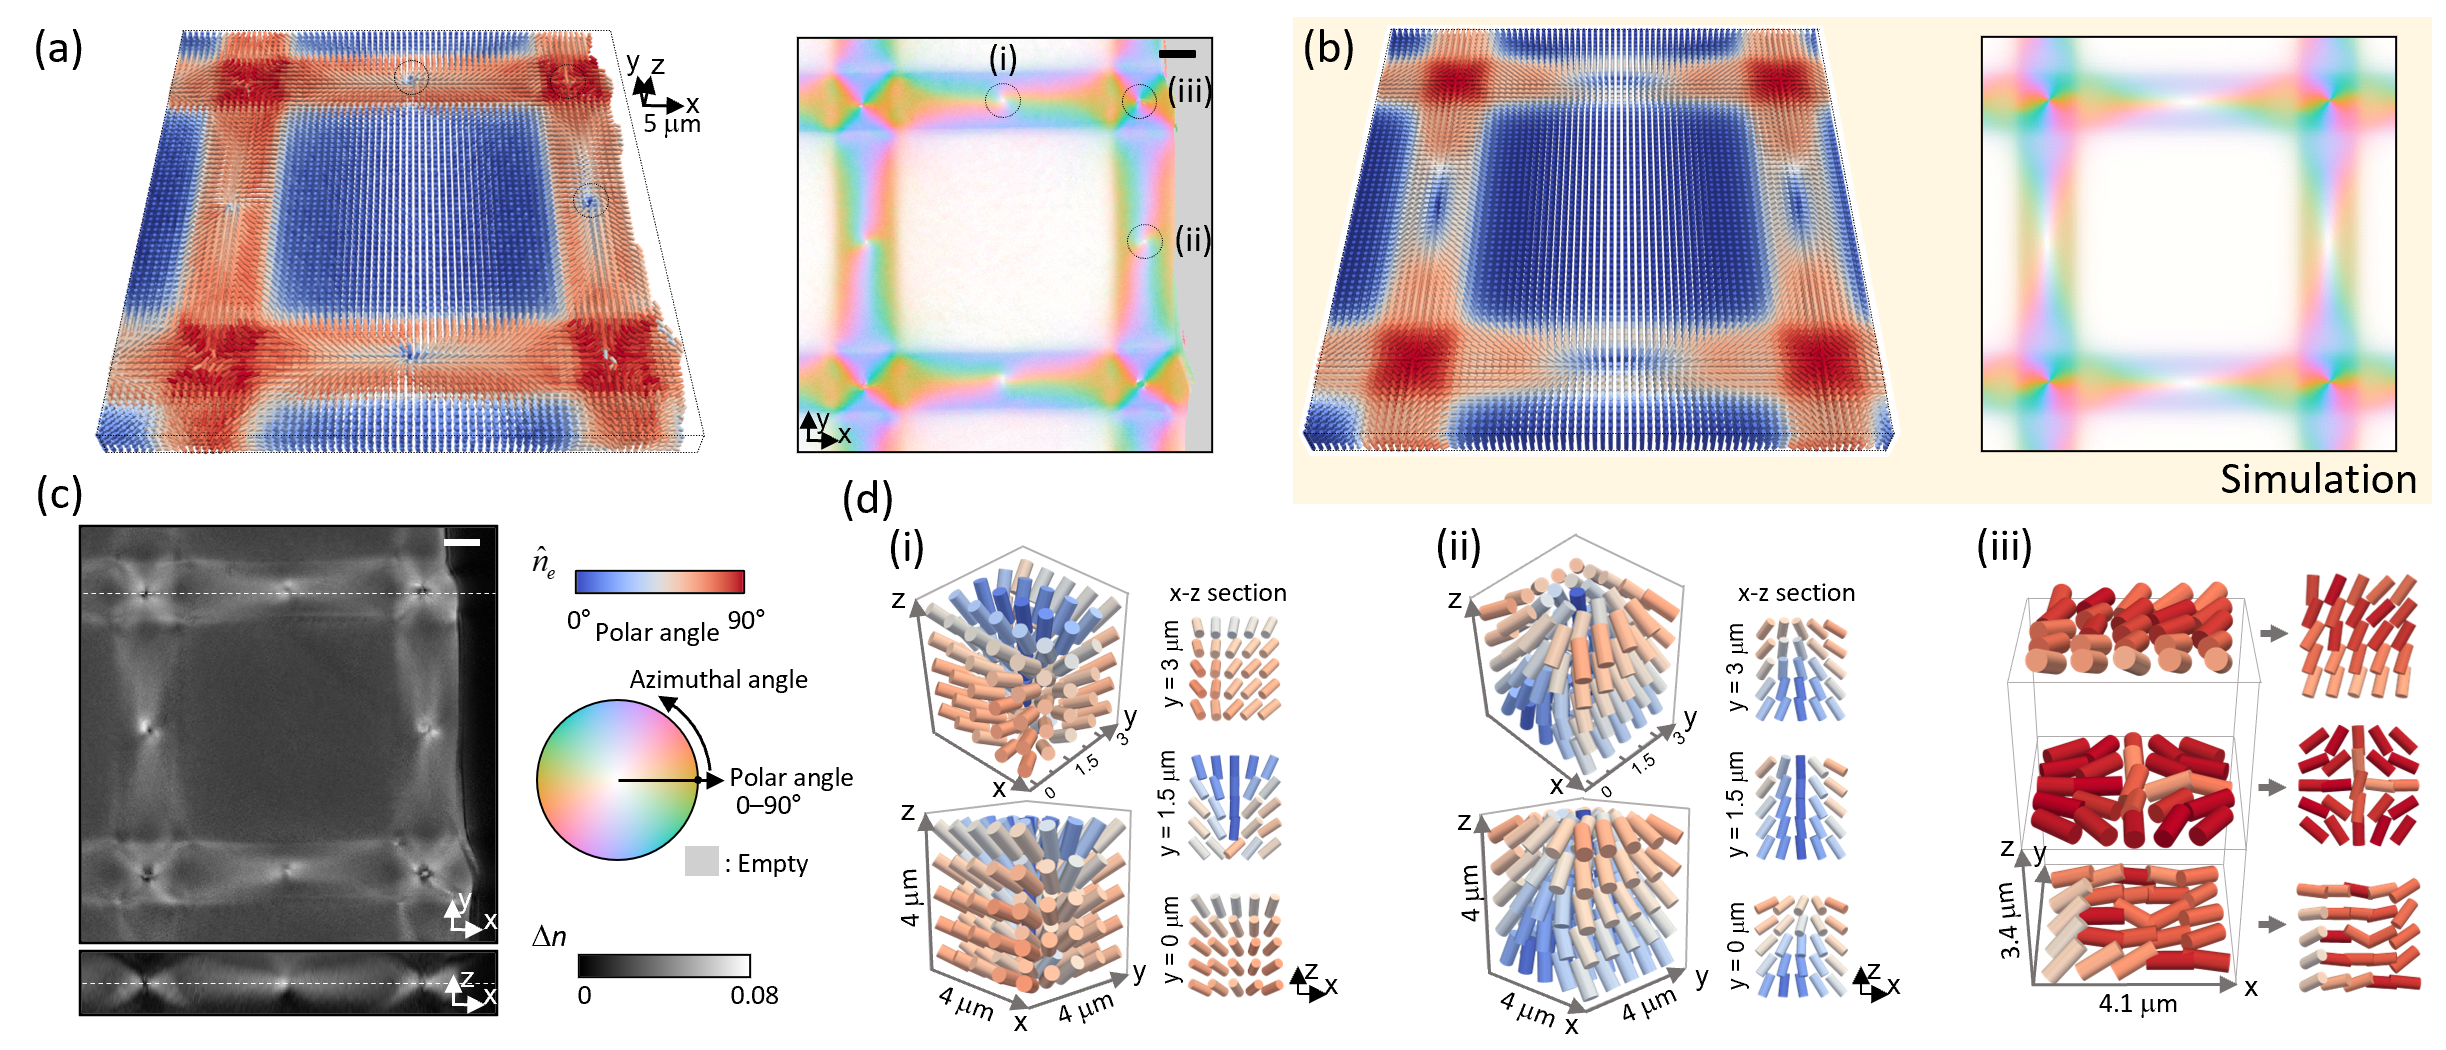 (a)
y
z
x
5 μm
(i)
(iii)
(ii)
y
x
(b)
Simulation
(c)
y
x
z
x
n̂e
0°
Polar angle
90°
Azimuthal angle
Polar angle
0–90°
: Empty
Δn
0
0.08
(d)
(i)
z
y
x
0
1.5
3
x-z section
y = 3 μm
y = 1.5 μm
y = 0 μm
z
4 μm
4 μm
x
4 μm
y
z
x
(ii)
z
y
x
0
1.5
3
x-z section
y = 3 μm
y = 1.5 μm
y = 0 μm
z
4 μm
4 μm
x
4 μm
y
z
x
(iii)
z
y
3.4 μm
x
4.1 μm